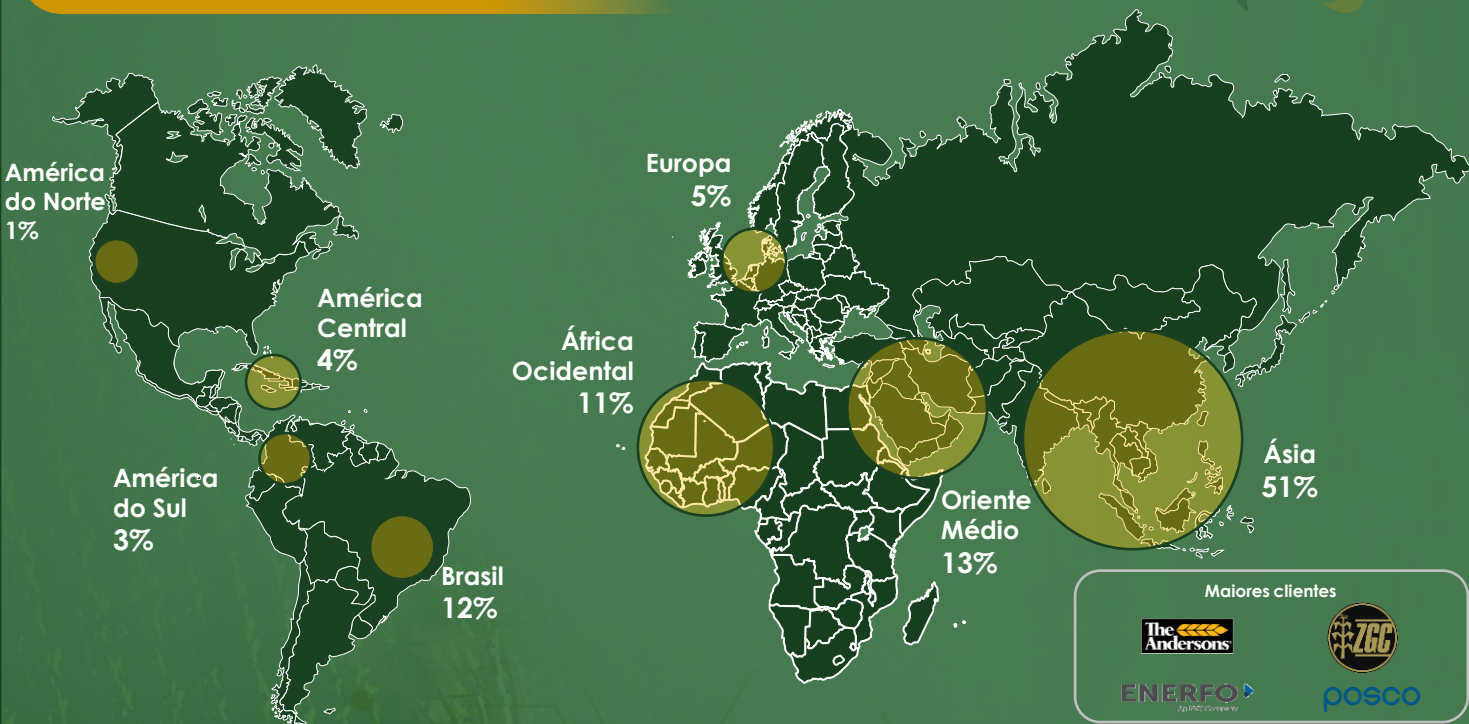 América
do Norte
1%
América
Central
4%
América
do Sul
3%
Brasil
12%
Europa
5%
África
Ocidental
11%
Oriente
Médio
13%
Ásia
51%
Maiores clientes
The
Andersons
ZGC
ENERFO
posco